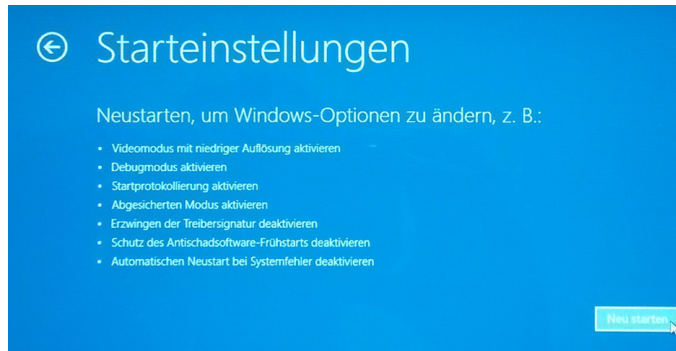 Starteinstellungen
Neustarten, um Windows-Optionen zu ändern, z. B.:
• Videomodus mit niedriger Auflösung aktivieren
• Debugmodus aktivieren
• Startprotokollierung aktivieren
• Abgesicherten Modus aktivieren
• Erzwingen der Treibersignatur deaktivieren
• Schutz des Antischadsoftware-Frühstarts deaktivieren
• Automatischen Neustart bei Systemfehler deaktivieren
Neu starten